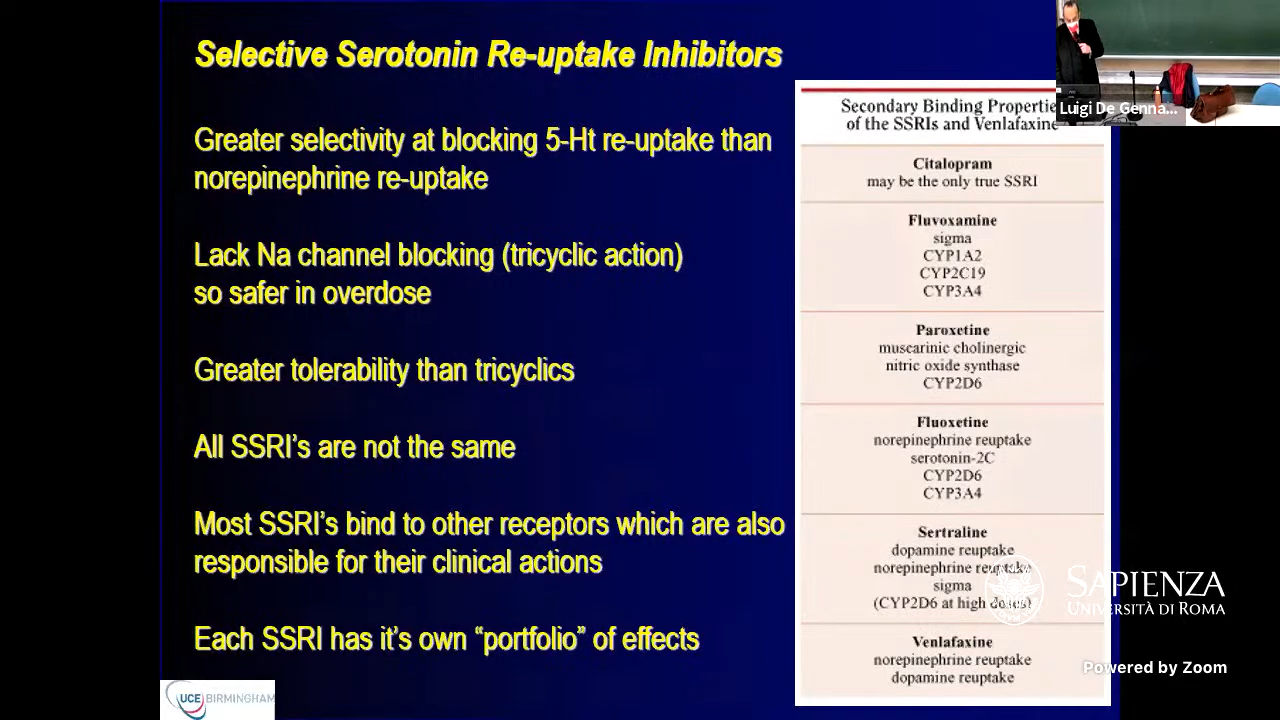 Selective Serotonin Re-uptake Inhibitors
Greater selectivity at blocking 5-Ht re-uptake than
norepinephrine re-uptake
Lack Na channel blocking (tricyclic action)
so safer in overdose
Greater tolerability than tricyclics
All SSRI's are not the same
Most SSRI's bind to other receptors which are also
responsible for their clinical actions
Each SSRI has it's own “portfolio” of effects
UCE BIRMINGHAM
Secondary Binding Propertie
of the SSRIs and Venlafaxine
Citalopram
may be the only true SSRI
Fluvoxamine
sigma
CYP1A2
CYP2C19
CYP3A4
Paroxetine
muscarinic cholinergic
nitric oxide synthase
CYP2D6
Fluoxetine
norepinephrine reuptake
serotonin-2C
CYP2D6
CYP3A4
Sertraline
dopamine reuptake
norepinephrine reuptake
sigma
(CYP2D6 at high doses)
Venlafaxine
norepinephrine reuptake
dopamine reuptake
Luigi De Genna...
SAPIENZA
UNIVERSITÀ DI ROMA
Powered by Zoom